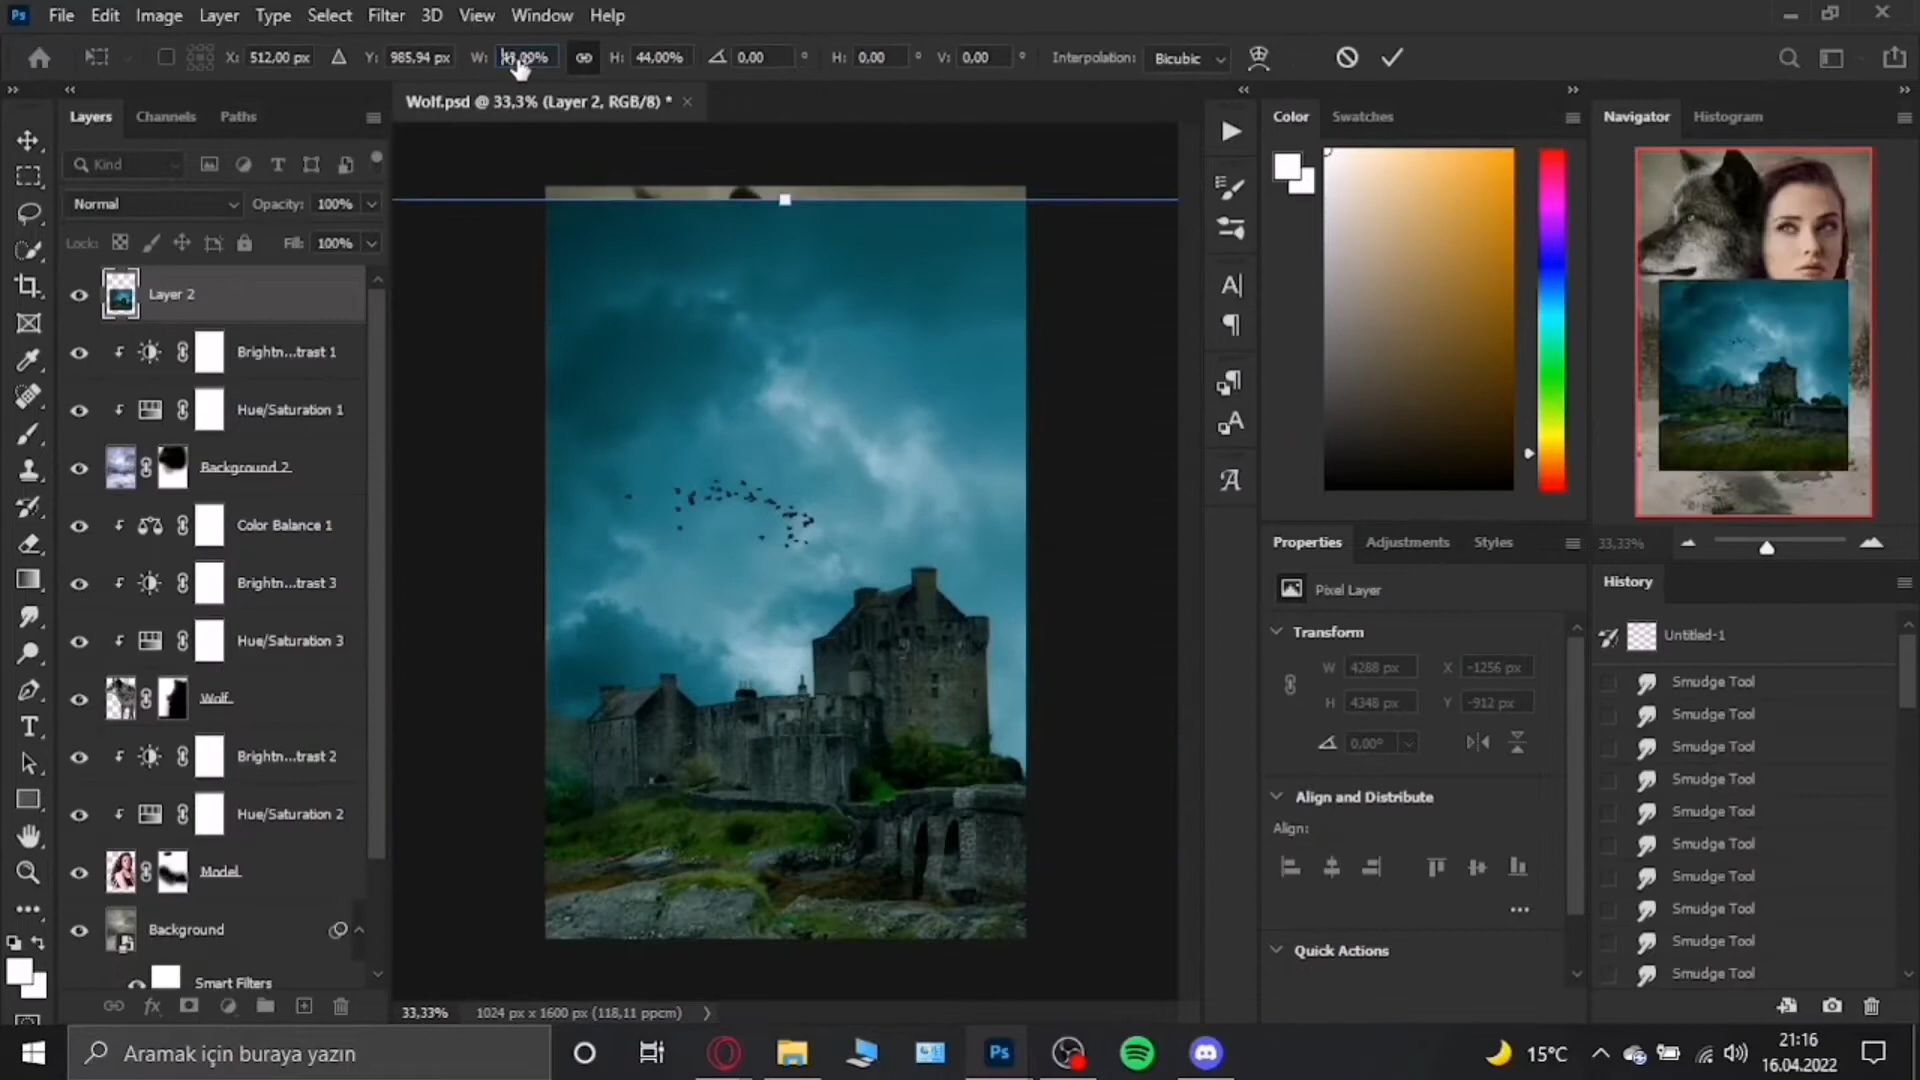 Ps File Edit Image Layer Type Select Filter 3D View Window Help
X: 512,00 px Y: 985,94 px W: H: 44,00% 0,00 ° H: 0,00 ° V: 0,00 ° Interpolation: Bicubic
Wolf.psd @ 33,3% (Layer 2, RGB/8) * ×
Layers Channels Paths
Kind
Normal Opacity: 100%
Lock: Fill: 100%
Layer 2
Brightn...trast 1
Hue/Saturation 1
Background 2
Color Balance 1
Brightn...trast 3
Hue/Saturation 3
Wolf
Brightn...trast 2
Hue/Saturation 2
Model
Background
Smart Filters
fx
33,33% 1024 px x 1600 px (118,11 ppcm)
Color Swatches
Properties Adjustments Styles
Pixel Layer
Transform
W 4288 px X -1256 px
H 4348 px Y -912 px
0,00°
Align and Distribute
Align:
Quick Actions
Navigator Histogram
33,33%
History
Untitled-1
Smudge Tool
Smudge Tool
Smudge Tool
Smudge Tool
Smudge Tool
Smudge Tool
Smudge Tool
Smudge Tool
Smudge Tool
Smudge Tool
Aramak için buraya yazın
Ps
15°C
21:16
16.04.2022